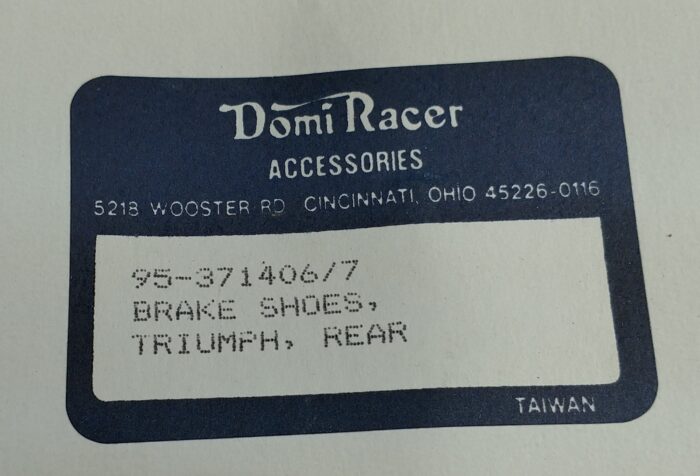 Domi Racer
ACCESSORIES
5218 WOOSTER RD CINCINNATI, OHIO 45226-0116
95-371406/7
BRAKE SHOES,
TRIUMPH, REAR
TAIWAN